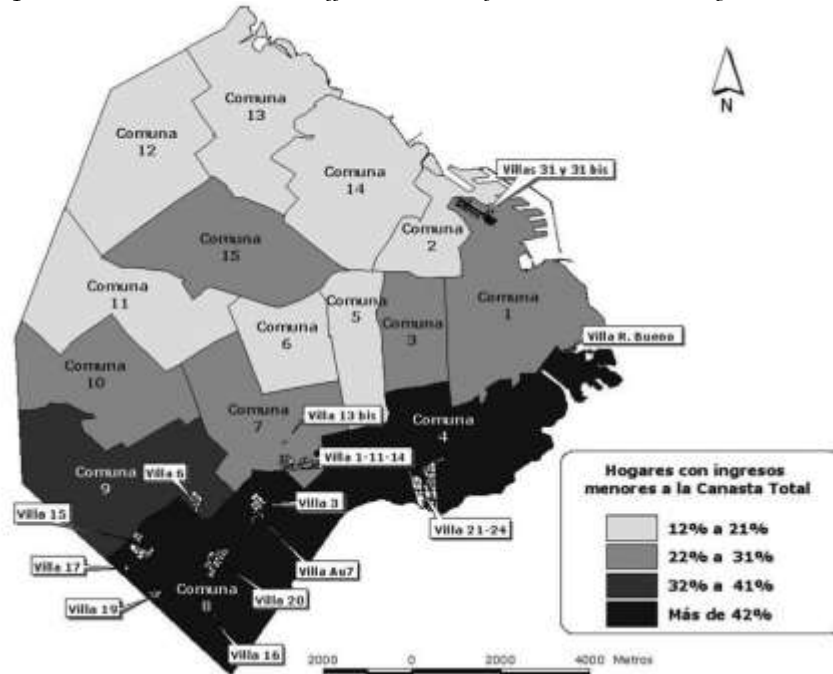 Comuna
13
Comuna
12
Comuna
14
Villas 31 y 31 bis
Comuna
2
Comuna
15
Comuna
11
Comuna
5
Comuna
1
Comuna
6
Comuna
3
Villa R. Bueno
Comuna
10
Comuna
7
Villa 13 bis
Comuna
4
Villa 1-11-14
Comuna
9
Villa 6
Villa 3
Villa 15
Villa 21-24
Villa 17
Villa Au7
Comuna
8
Villa 20
Villa 19
Villa 16
N
Hogares con ingresos
menores a la Canasta Total
12% a 21%
22% a 31%
32% a 41%
Más de 42%
2000 0 2000 4000 Metros